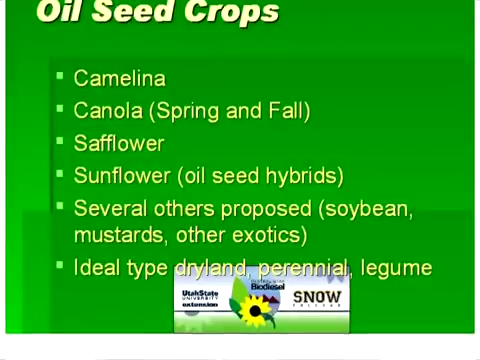 Oil Seed Crops
Camelina
Canola (Spring and Fall)
Safflower
Sunflower (oil seed hybrids)
Several others proposed (soybean,
mustards, other exotics)
Ideal type dryland, perennial, legume
Biodiesel
UtahState
UNIVERSITY
extension
SNOW
COLLEGE